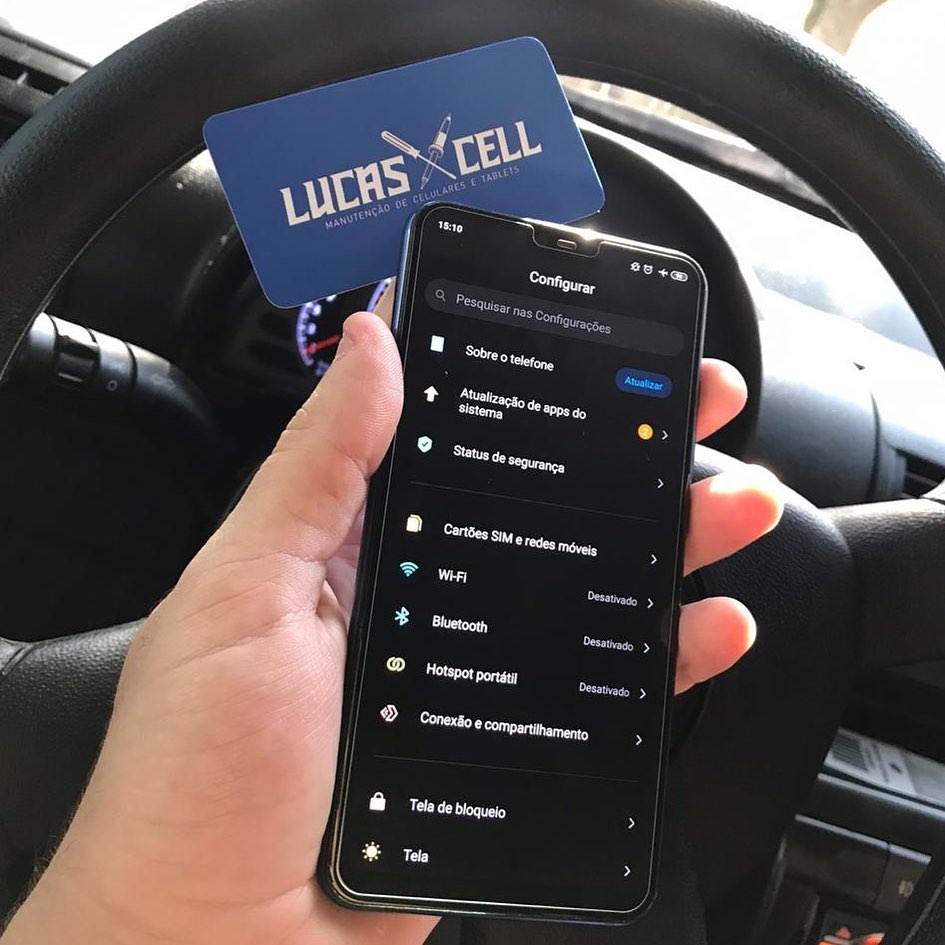 LUCAS CELL
MANUTENÇÃO DE CELULARES E TABLETS
15:10
Configurar
Pesquisar nas Configurações
Sobre o telefone
Atualizar
Atualização de apps do
sistema
2
Status de segurança
Cartões SIM e redes móveis
Wi-Fi
Desativado
Bluetooth
Desativado
Hotspot portátil
Desativado
Conexão e compartilhamento
Tela de bloqueio
Tela